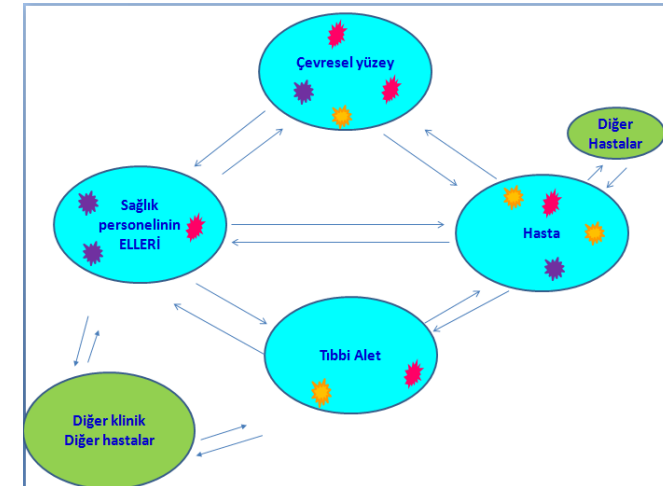 Çevresel yüzey
Diğer
Hastalar
Sağlık
personelinin
ELLERİ
Hasta
Tıbbi Alet
Diğer klinik
Diğer hastalar